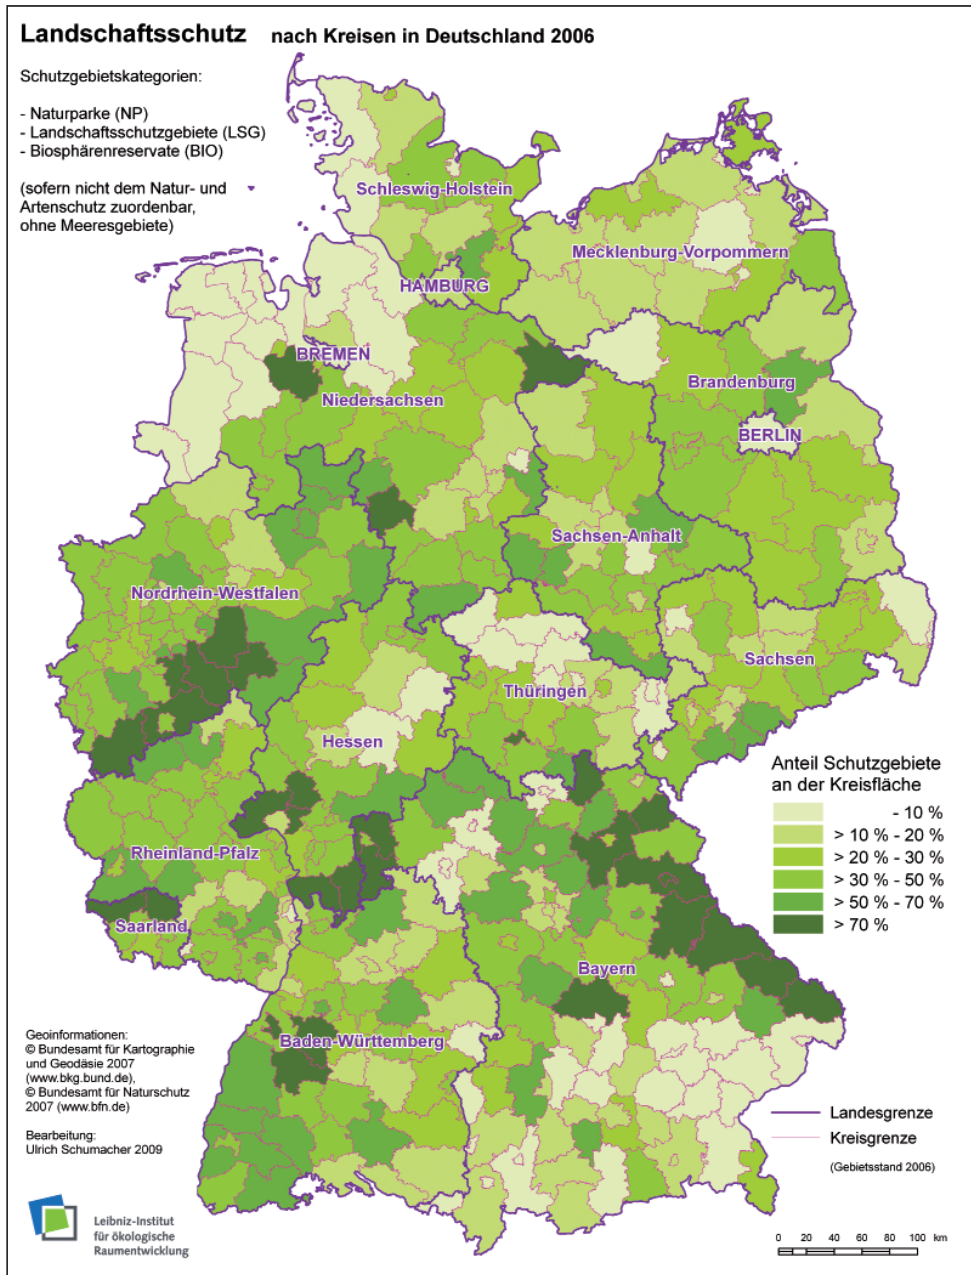 Landschaftsschutz nach Kreisen in Deutschland 2006
Schutzgebietskategorien:
- Naturparke (NP)
- Landschaftsschutzgebiete (LSG)
- Biosphärenreservate (BIO)
(sofern nicht dem Natur- und
Artenschutz zuordenbar,
ohne Meeresgebiete)
Schleswig-Holstein
Mecklenburg-Vorpommern
HAMBURG
BREMEN
Niedersachsen
Brandenburg
BERLIN
Sachsen-Anhalt
Nordrhein-Westfalen
Sachsen
Thüringen
Hessen
Rheinland-Pfalz
Saarland
Bayern
Baden-Württemberg
Anteil Schutzgebiete
an der Kreisfläche
- 10 %
> 10 % - 20 %
> 20 % - 30 %
> 30 % - 50 %
> 50 % - 70 %
> 70 %
Geoinformationen:
© Bundesamt für Kartographie
und Geodäsie 2007
(www.bkg.bund.de),
© Bundesamt für Naturschutz
2007 (www.bfn.de)
Bearbeitung:
Ulrich Schumacher 2009
Landesgrenze
Kreisgrenze
(Gebietsstand 2006)
Leibniz-Institut
für ökologische
Raumentwicklung
0 20 40 60 80 100 km